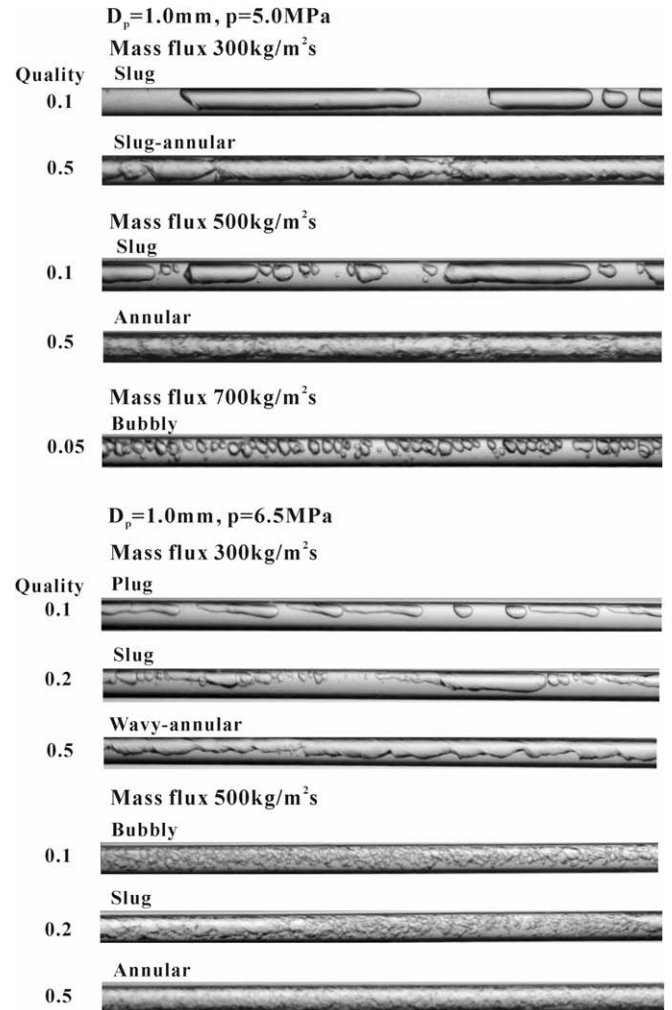 Dp=1.0mm, p=5.0MPa
Mass flux 300kg/m²s
Quality Slug
0.1
Slug-annular
0.5
Mass flux 500kg/m²s
Slug
0.1
Annular
0.5
Mass flux 700kg/m²s
Bubbly
0.05
Dp=1.0mm, p=6.5MPa
Mass flux 300kg/m²s
Quality Plug
0.1
Slug
0.2
Wavy-annular
0.5
Mass flux 500kg/m²s
Bubbly
0.1
Slug
0.2
Annular
0.5